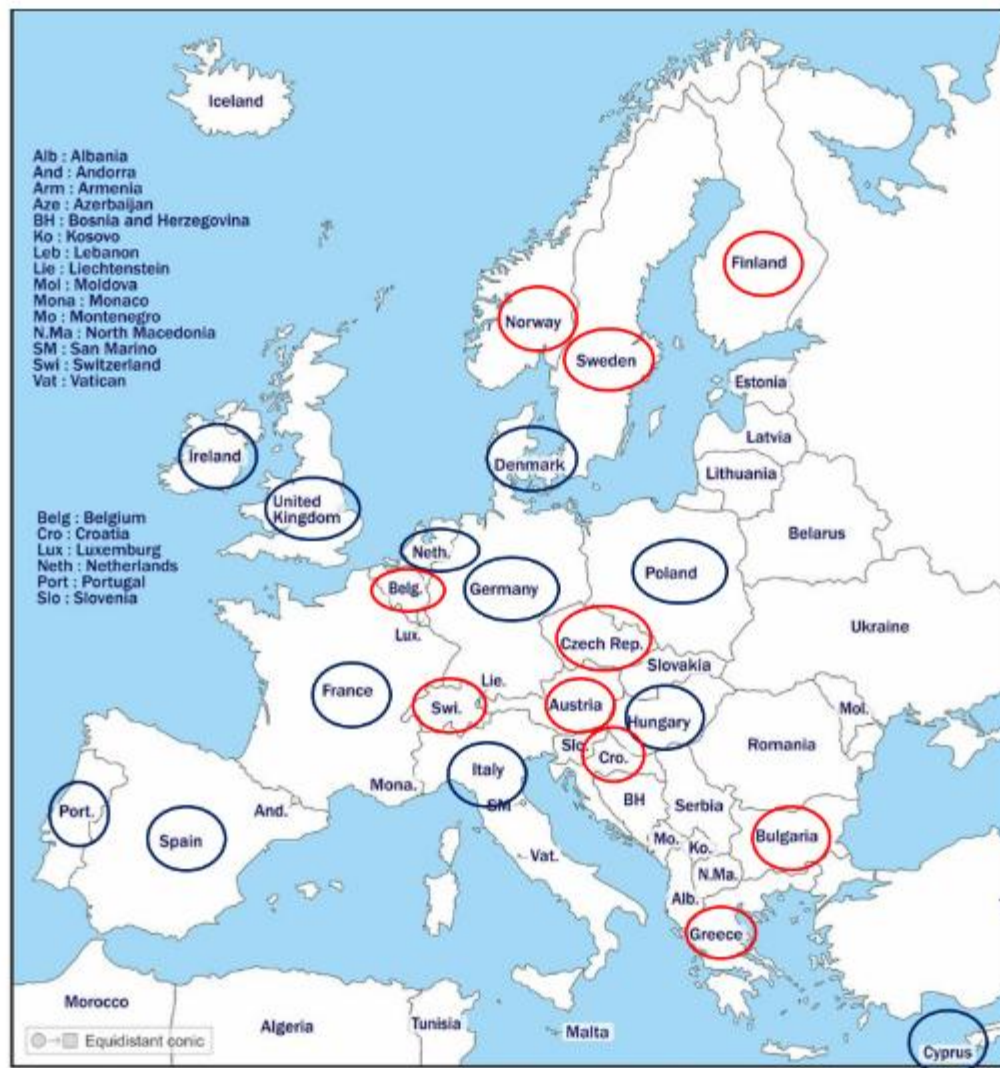 Iceland
Alb : Albania
And : Andorra
Arm : Armenia
Aze : Azerbaijan
BH : Bosnia and Herzegovina
Ko : Kosovo
Leb : Lebanon
Lie : Liechtenstein
Mol : Moldova
Mona : Monaco
Mo : Montenegro
N.Ma : North Macedonia
SM : San Marino
Swi : Switzerland
Vat : Vatican
Finland
Norway
Sweden
Estonia
Latvia
Lithuania
Ireland
Denmark
United
Kingdom
Belarus
Belg : Belgium
Cro : Croatia
Lux : Luxemburg
Neth : Netherlands
Port : Portugal
Slo : Slovenia
Neth.
Belg.
Germany
Poland
Lux.
Czech Rep.
Ukraine
Slovakia
Lie.
France
Swi.
Austria
Hungary
Mol.
Slo.
Cro.
Romania
Italy
Mona.
SM
BH
Serbia
Port.
Spain
And.
Bulgaria
Mo.
Ko.
Vat.
N.Ma.
Alb.
Greece
Morocco
Algeria
Tunisia
Malta
Cyprus
Equidistant conic